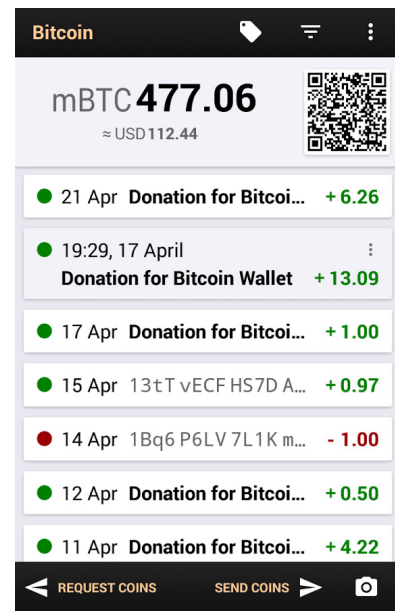 Bitcoin
mBTC 477.06
≈ USD 112.44
21 Apr Donation for Bitcoi... + 6.26
19:29, 17 April
Donation for Bitcoin Wallet + 13.09
17 Apr Donation for Bitcoi... + 1.00
15 Apr 13tT vECF HS7D A... + 0.97
14 Apr 1Bq6 P6LV 7L1K m... - 1.00
12 Apr Donation for Bitcoi... + 0.50
11 Apr Donation for Bitcoi... + 4.22
REQUEST COINS SEND COINS